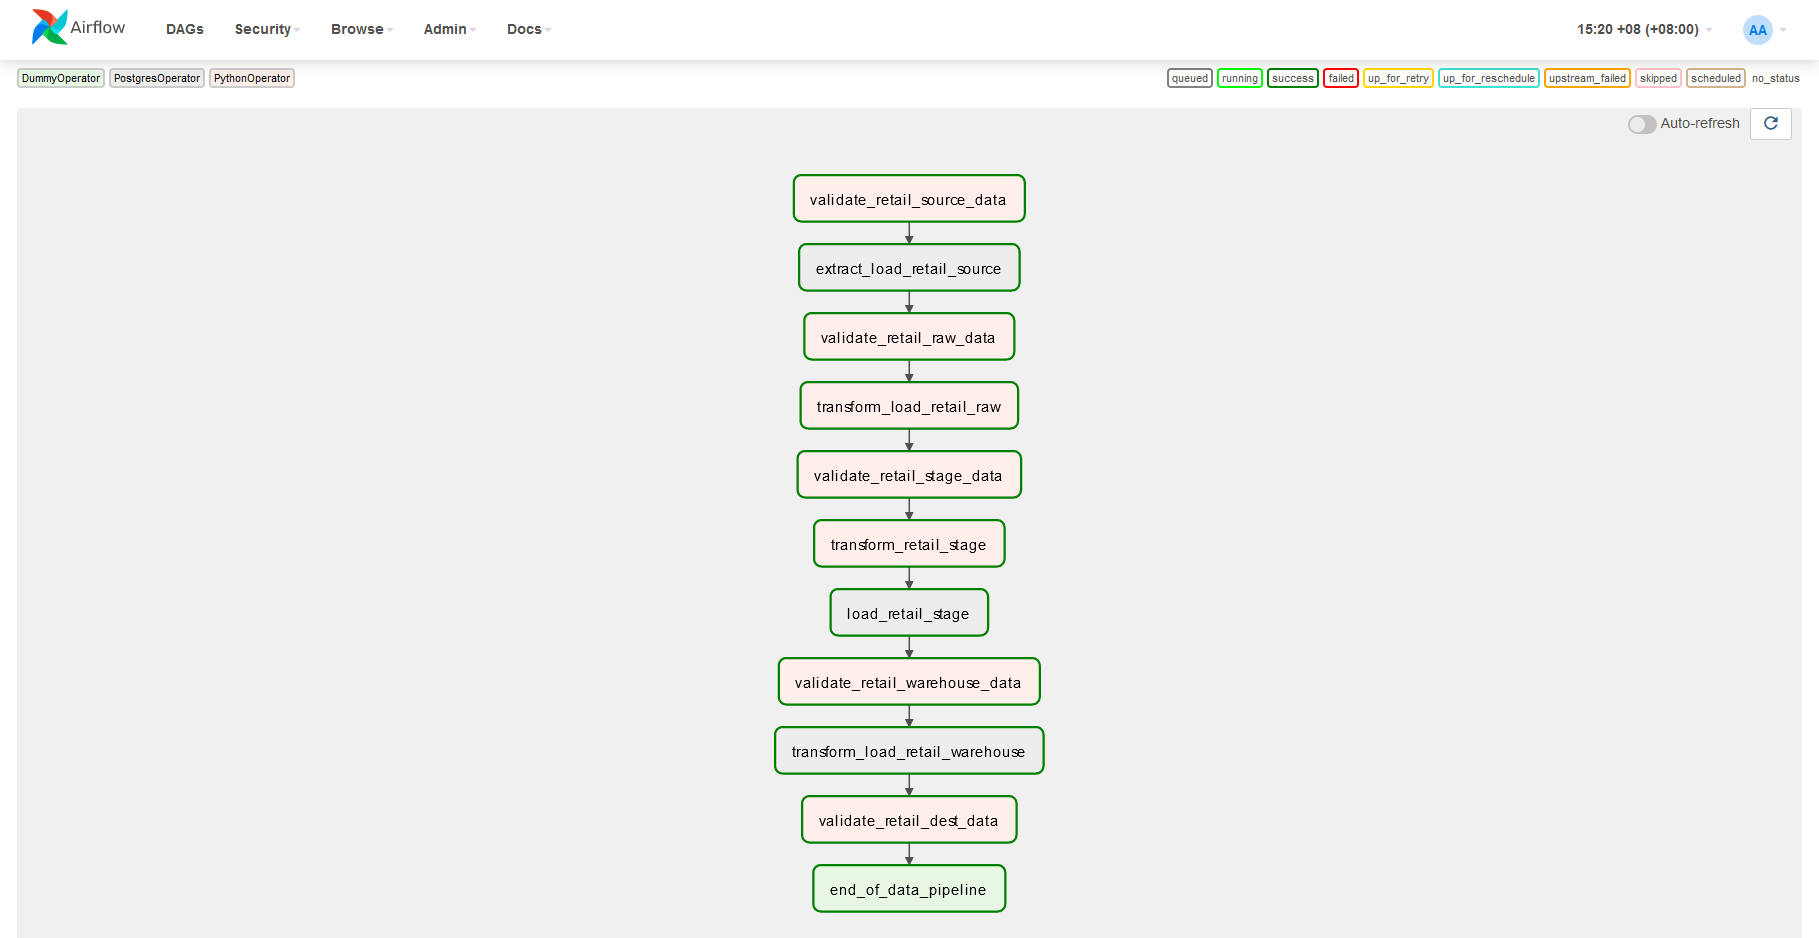 Airflow DAGs Security Browse Admin Docs 15:20 +08 (+08:00) AA
DummyOperator PostgresOperator PythonOperator queued running success failed up_for_retry up_for_reschedule upstream_failed skipped scheduled no_status
Auto-refresh
validate_retail_source_data
extract_load_retail_source
validate_retail_raw_data
transform_load_retail_raw
validate_retail_stage_data
transform_retail_stage
load_retail_stage
validate_retail_warehouse_data
transform_load_retail_warehouse
validate_retail_dest_data
end_of_data_pipeline